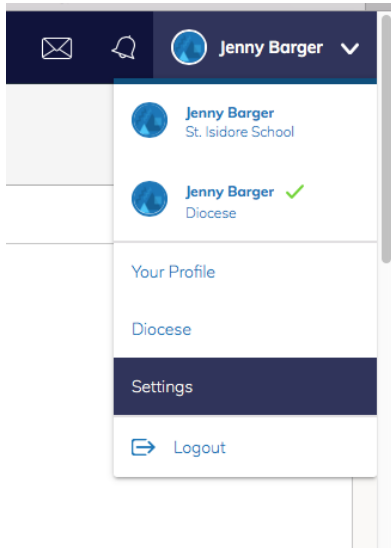 Jenny Barger
Jenny Barger
St. Isidore School
Jenny Barger
Diocese
Your Profile
Diocese
Settings
Logout